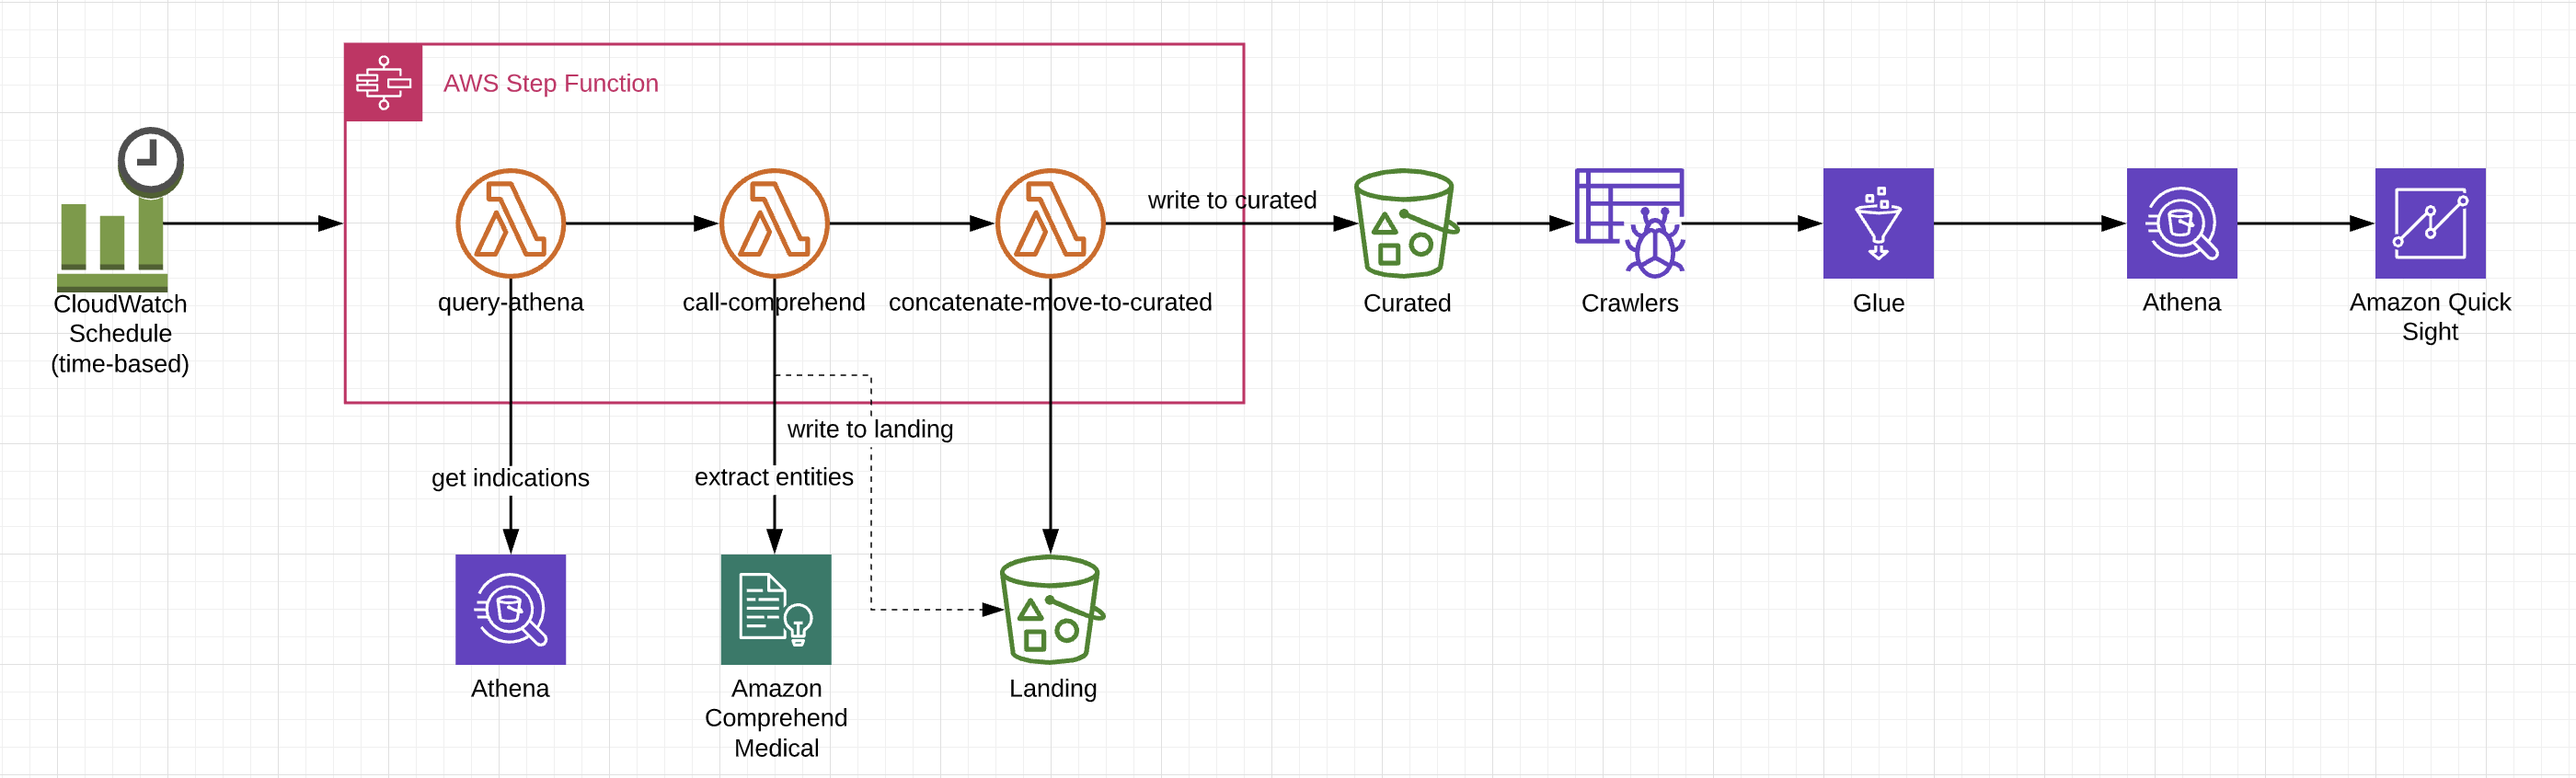 AWS Step Function
write to curated
CloudWatch
Schedule
(time-based)
query-athena
call-comprehend
concatenate-move-to-curated
Curated
Crawlers
Glue
Athena
Amazon Quick
Sight
write to landing
get indications
extract entities
Athena
Amazon
Comprehend
Medical
Landing